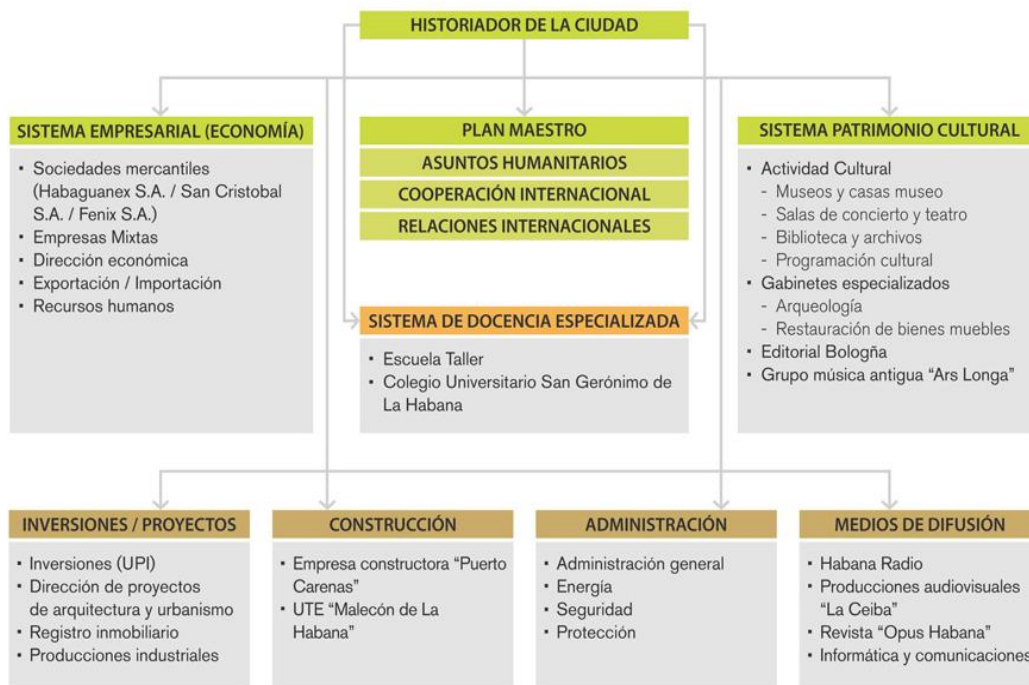 HISTORIADOR DE LA CIUDAD
SISTEMA EMPRESARIAL (ECONOMÍA)
• Sociedades mercantiles
(Habaguanex S.A. / San Cristobal
S.A. / Fenix S.A.)
• Empresas Mixtas
• Dirección económica
• Exportación / Importación
• Recursos humanos
PLAN MAESTRO
ASUNTOS HUMANITARIOS
COOPERACIÓN INTERNACIONAL
RELACIONES INTERNACIONALES
SISTEMA PATRIMONIO CULTURAL
• Actividad Cultural
- Museos y casas museo
- Salas de concierto y teatro
- Biblioteca y archivos
- Programación cultural
• Gabinetes especializados
- Arqueología
- Restauración de bienes muebles
• Editorial Bologña
• Grupo música antigua “Ars Longa”
SISTEMA DE DOCENCIA ESPECIALIZADA
• Escuela Taller
• Colegio Universitario San Gerónimo de
La Habana
INVERSIONES / PROYECTOS
• Inversiones (UPI)
• Dirección de proyectos
de arquitectura y urbanismo
• Registro inmobiliario
• Producciones industriales
CONSTRUCCIÓN
• Empresa constructora “Puerto
Carenas”
• UTE “Malecón de La
Habana”
ADMINISTRACIÓN
• Administración general
• Energía
• Seguridad
• Protección
MEDIOS DE DIFUSIÓN
• Habana Radio
• Producciones audiovisuales
“La Ceiba”
• Revista “Opus Habana”
• Informática y comunicaciones